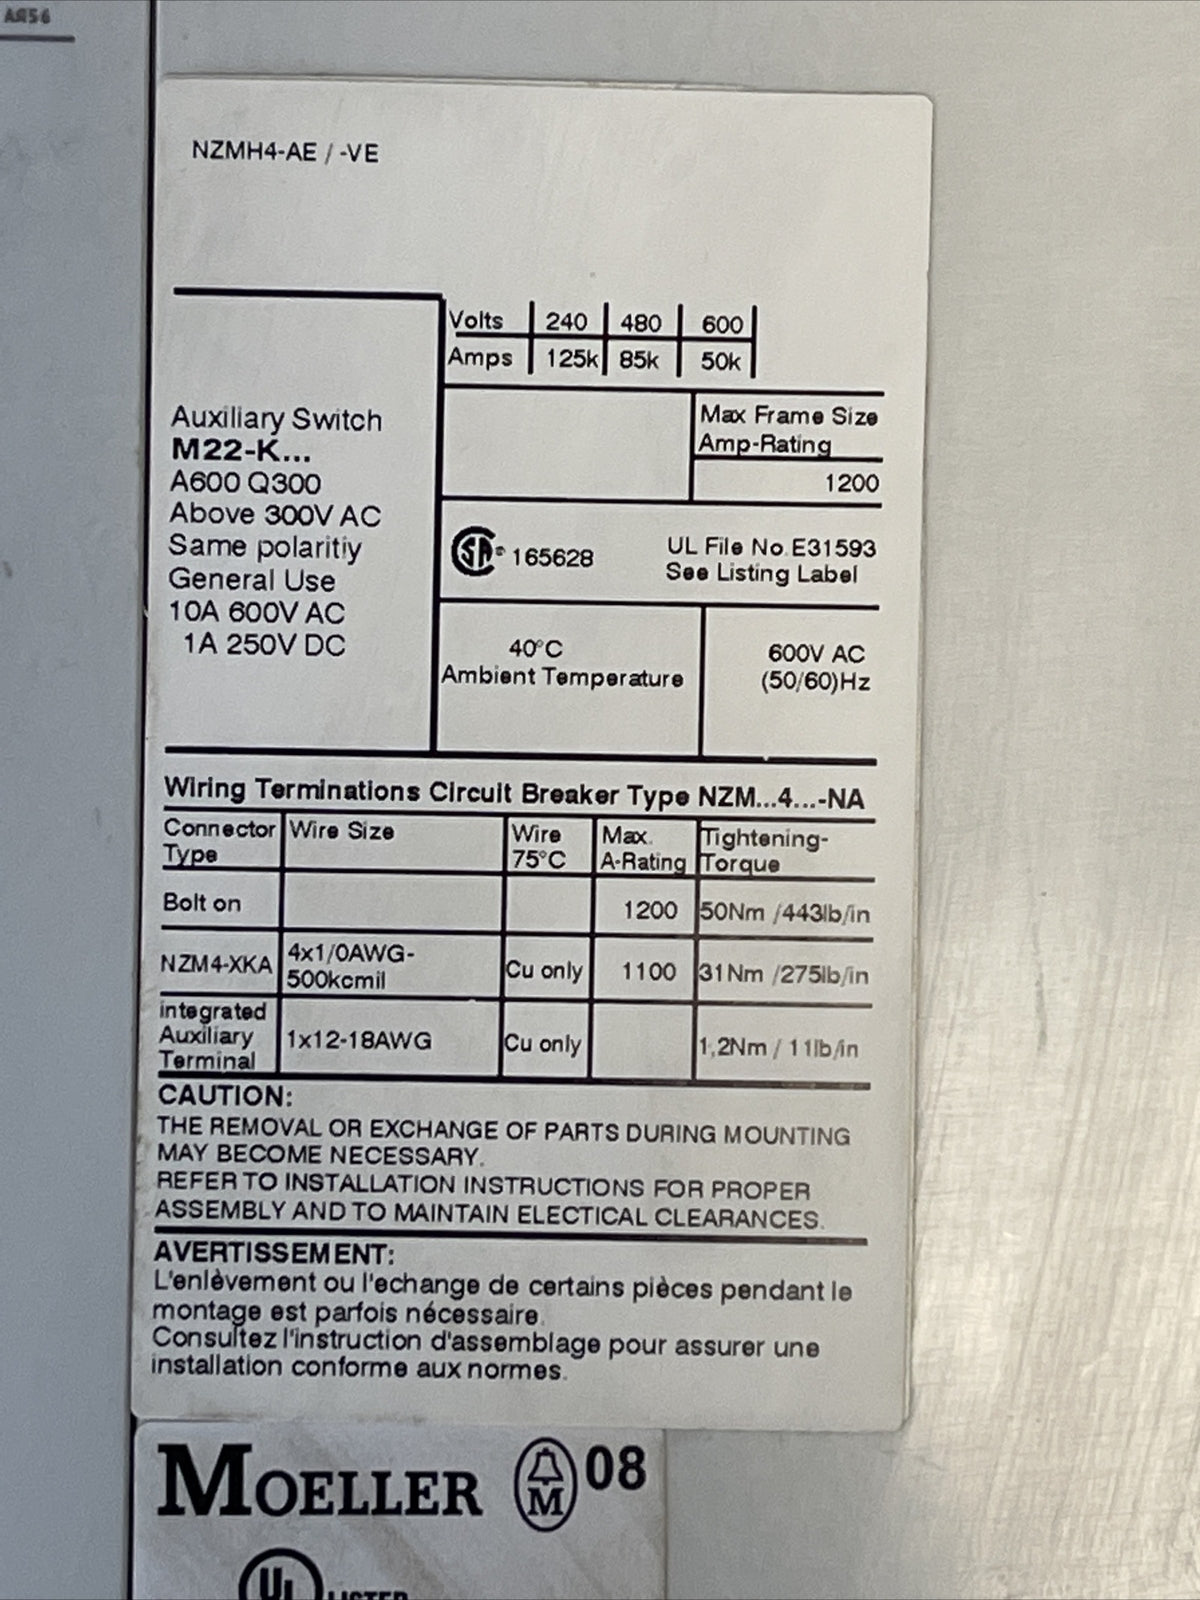 AR56
NZMH4-AE / -VE
Volts 240 480 600
Amps 125k 85k 50k
Max Frame Size
Amp-Rating
1200
Auxiliary Switch
M22-K...
A600 Q300
Above 300V AC
Same polaritiy
General Use
10A 600V AC
1A 250V DC
SA® 165628
UL File No.E31593
See Listing Label
40°C
Ambient Temperature
600V AC
(50/60)Hz
Wiring Terminations Circuit Breaker Type NZM...4...-NA
Connector Type Wire Size Wire 75°C Max. A-Rating Tightening-Torque
Bolt on 1200 50Nm /443lb/in
NZM4-XKA 4x1/0AWG-500kcmil Cu only 1100 31Nm /275lb/in
integrated Auxiliary Terminal 1x12-18AWG Cu only 1,2Nm / 11lb/in
CAUTION:
THE REMOVAL OR EXCHANGE OF PARTS DURING MOUNTING
MAY BECOME NECESSARY.
REFER TO INSTALLATION INSTRUCTIONS FOR PROPER
ASSEMBLY AND TO MAINTAIN ELECTICAL CLEARANCES.
AVERTISSEMENT:
L'enlèvement ou l'echange de certains pièces pendant le
montage est parfois nécessaire.
Consultez l'instruction d'assemblage pour assurer une
installation conforme aux normes.
MOELLER M 08
UL LISTED